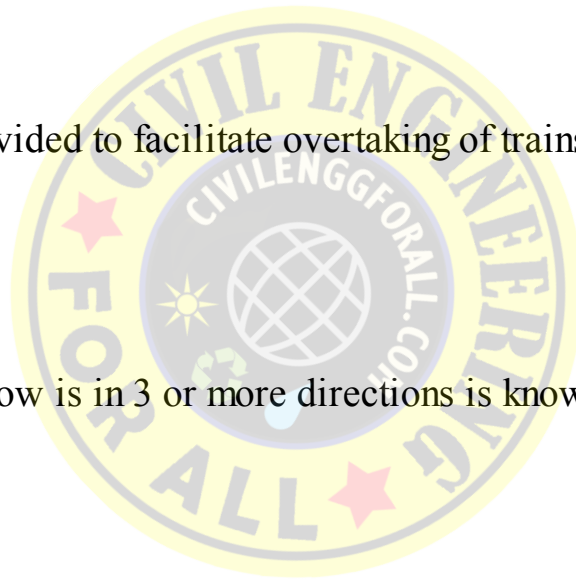 CIVIL ENGINEERING
vided to facilitate overtaking of trains
CIVILENGGFORALL.COM
ow is in 3 or more directions is know
FOR ALL